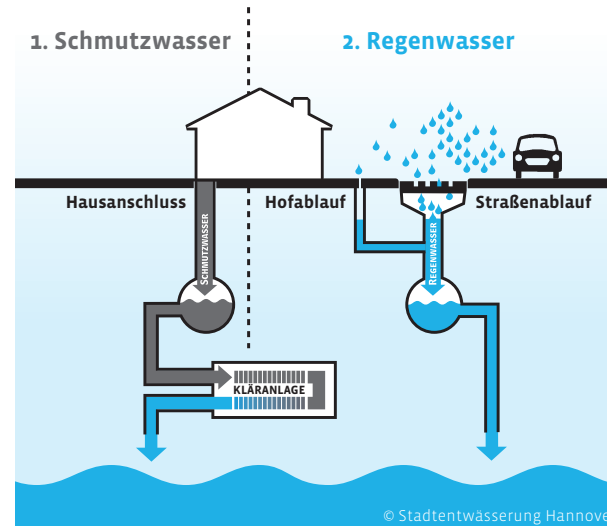 1. Schmutzwasser
2. Regenwasser
Hausanschluss
Hofablauf
Straßenablauf
Schmutzwasser
Regenwasser
KLÄRANLAGE
© Stadtentwässerung Hannove